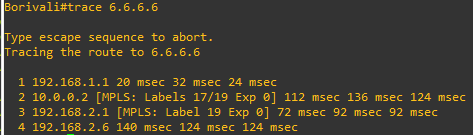 Borivali#trace 6.6.6.6
Type escape sequence to abort.
Tracing the route to 6.6.6.6
1 192.168.1.1 20 msec 32 msec 24 msec
2 10.0.0.2 [MPLS: Labels 17/19 Exp 0] 112 msec 136 msec 124 msec
3 192.168.2.1 [MPLS: Label 19 Exp 0] 72 msec 92 msec 92 msec
4 192.168.2.6 140 msec 124 msec 124 msec